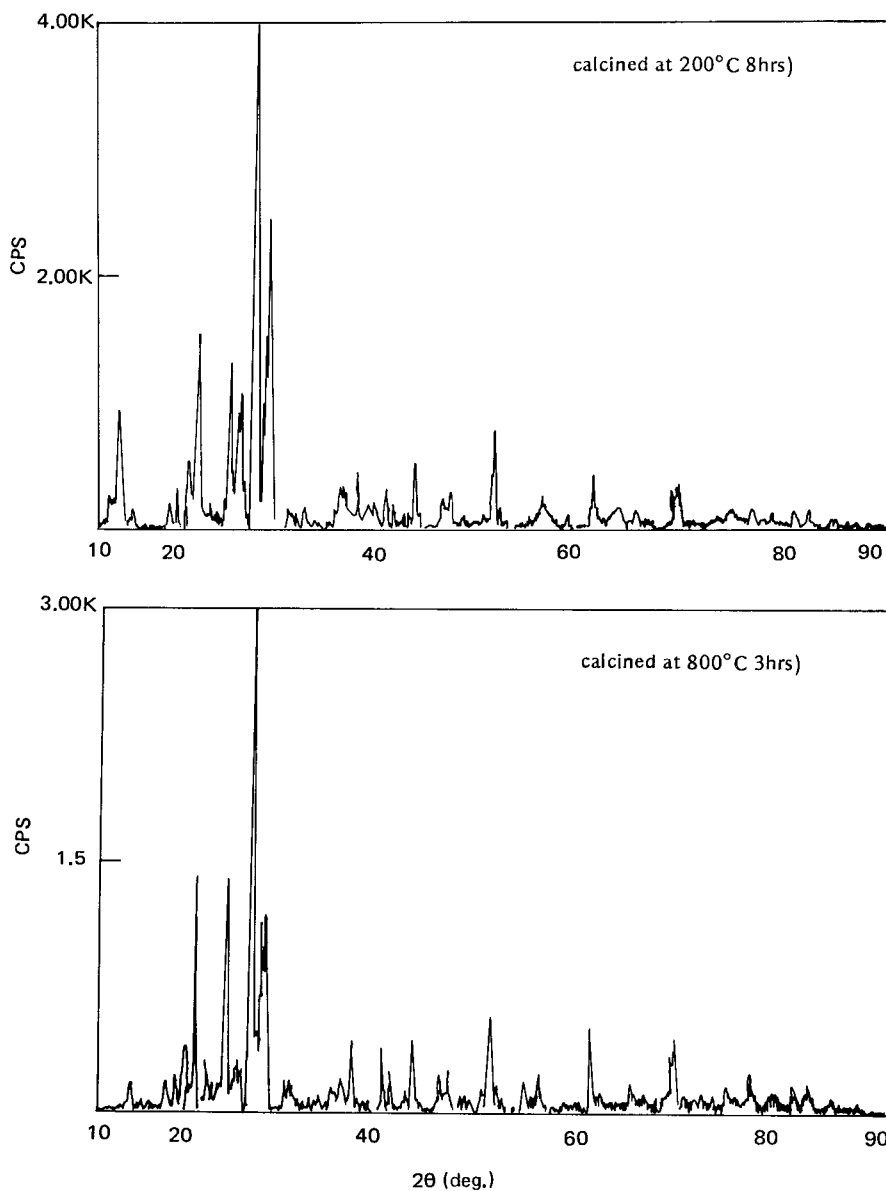 4.00K
calcined at 200°C 8hrs)
CPS
2.00K
10 20 40 60 80 90
3.00K
calcined at 800°C 3hrs)
CPS
1.5
10 20 40 60 80 90
2θ (deg.)